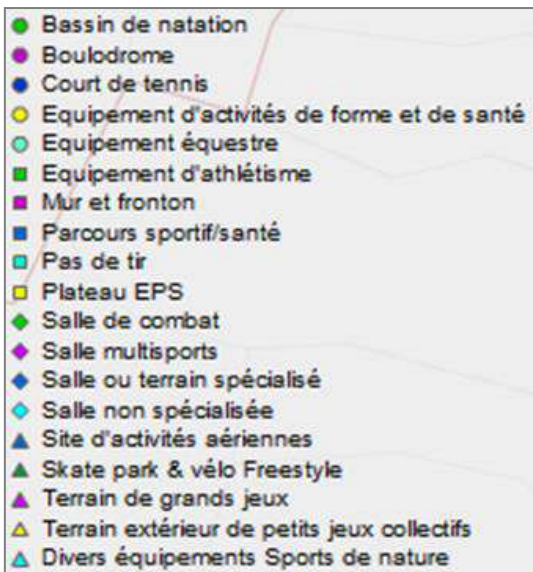 Bassin de natation
Boulodrome
Court de tennis
Equipement d'activités de forme et de santé
Equipement équestre
Equipement d'athlétisme
Mur et fronton
Parcours sportif/santé
Pas de tir
Plateau EPS
Salle de combat
Salle multisports
Salle ou terrain spécialisé
Salle non spécialisée
Site d'activités aériennes
Skate park & vélo Freestyle
Terrain de grands jeux
Terrain extérieur de petits jeux collectifs
Divers équipements Sports de nature